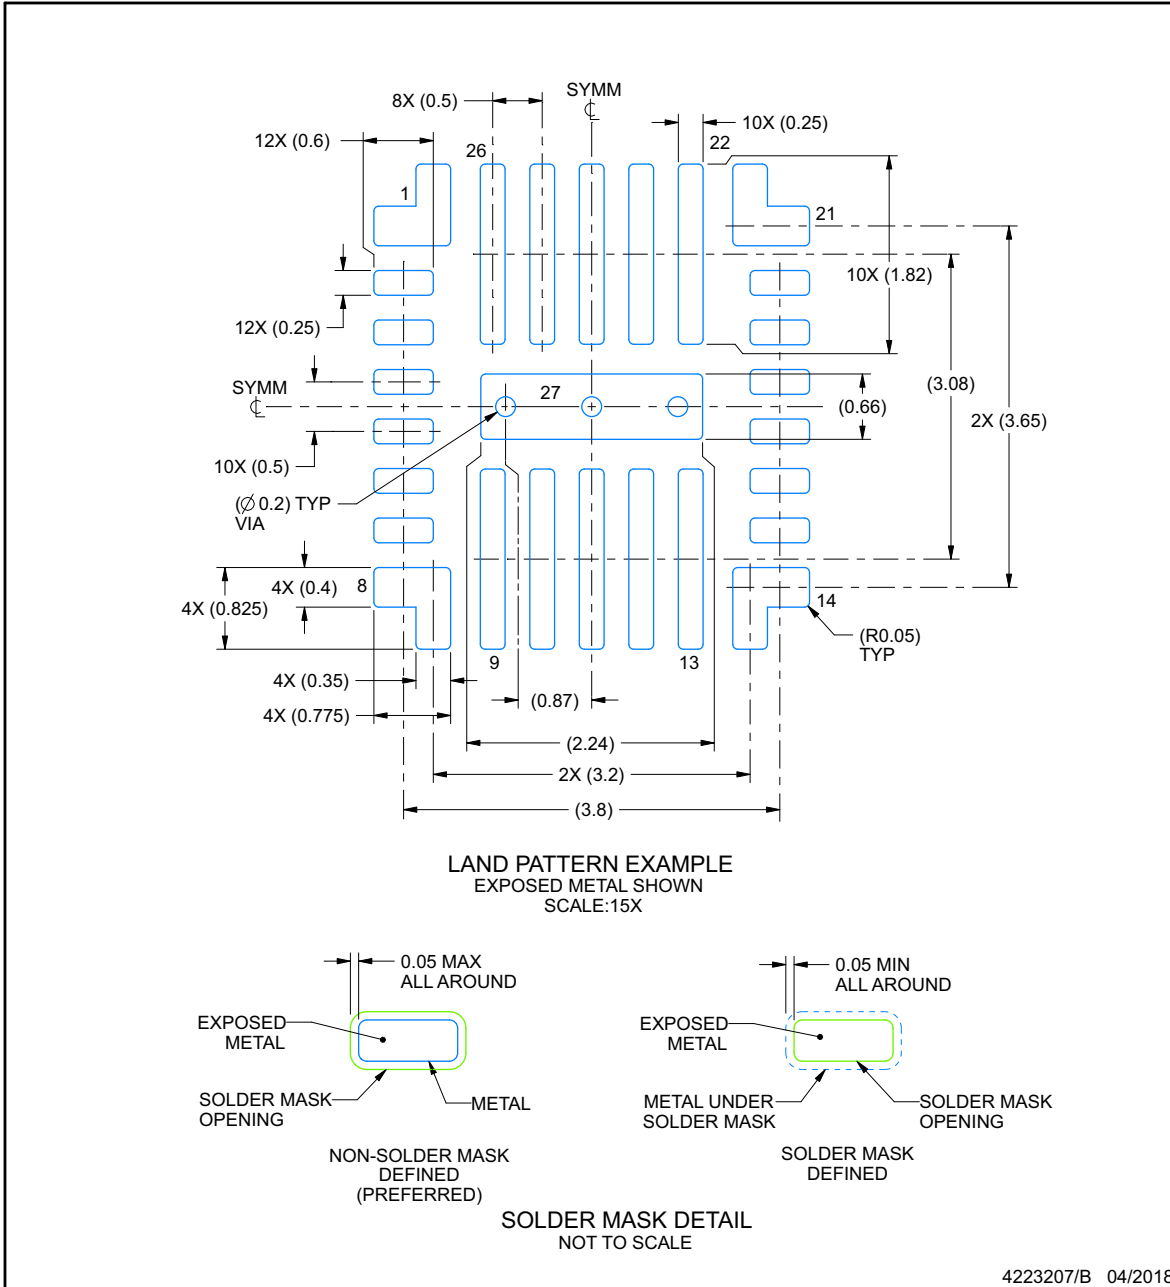 SYMM
8X (0.5)
℄
10X (0.25)
12X (0.6)
26
22
1
21
10X (1.82)
12X (0.25)
SYMM
℄
27
(3.08)
(0.66)
2X (3.65)
10X (0.5)
(Ø 0.2) TYP
VIA
8
4X (0.4)
14
4X (0.825)
(R0.05)
TYP
9
13
4X (0.35)
(0.87)
4X (0.775)
(2.24)
2X (3.2)
(3.8)
LAND PATTERN EXAMPLE
EXPOSED METAL SHOWN
SCALE:15X
0.05 MAX
ALL AROUND
EXPOSED
METAL
SOLDER MASK
OPENING
METAL
NON-SOLDER MASK
DEFINED
(PREFERRED)
0.05 MIN
ALL AROUND
EXPOSED
METAL
METAL UNDER
SOLDER MASK
SOLDER MASK
OPENING
SOLDER MASK
DEFINED
SOLDER MASK DETAIL
NOT TO SCALE
4223207/B 04/2018